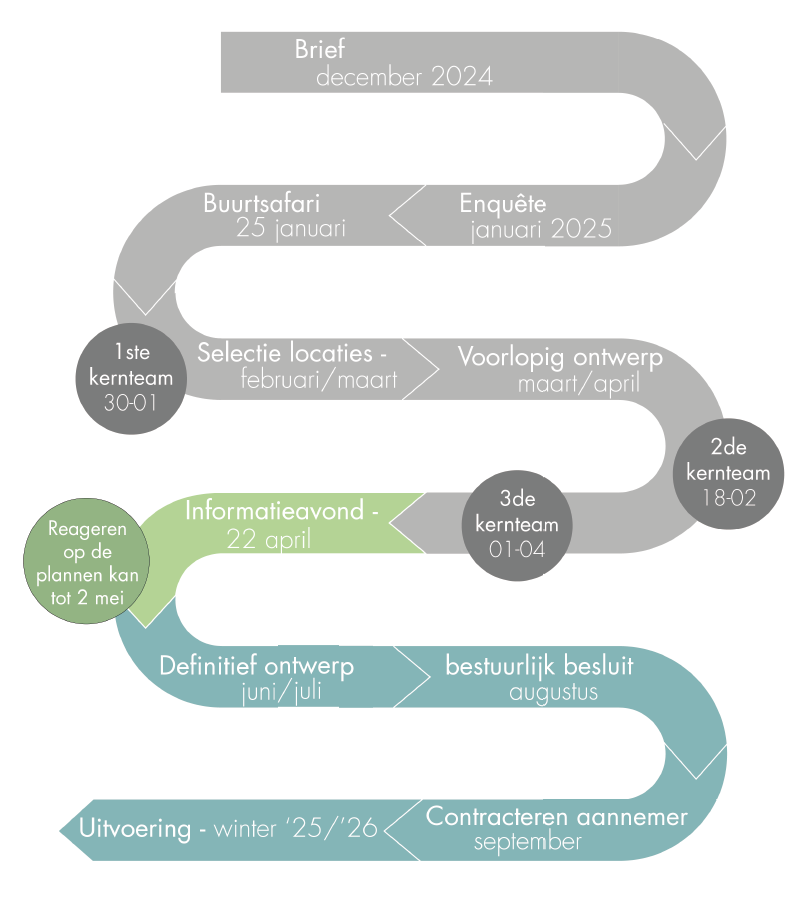 Brief
december 2024
Enquête
januari 2025
Buurtsafari
25 januari
1ste
kernteam
30-01
Selectie locaties -
februari/maart
Voorlopig ontwerp
maart/april
2de
kernteam
18-02
3de
kernteam
01-04
Informatieavond -
22 april
Reageren
op de
plannen kan
tot 2 mei
Definitief ontwerp
juni/juli
bestuurlijk besluit
augustus
Contracteren aannemer
september
Uitvoering - winter ‘25/‘26